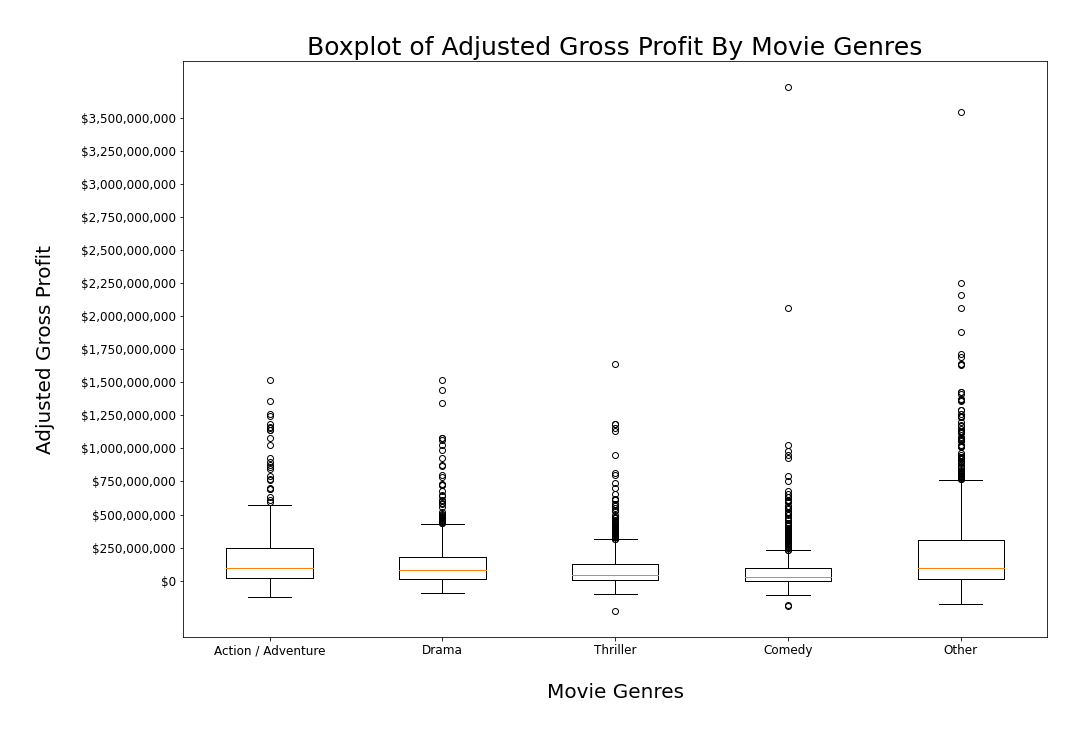 Boxplot of Adjusted Gross Profit By Movie Genres
Adjusted Gross Profit
$3,500,000,000
$3,250,000,000
$3,000,000,000
$2,750,000,000
$2,500,000,000
$2,250,000,000
$2,000,000,000
$1,750,000,000
$1,500,000,000
$1,250,000,000
$1,000,000,000
$750,000,000
$500,000,000
$250,000,000
$0
Action / Adventure
Drama
Thriller
Comedy
Other
Movie Genres